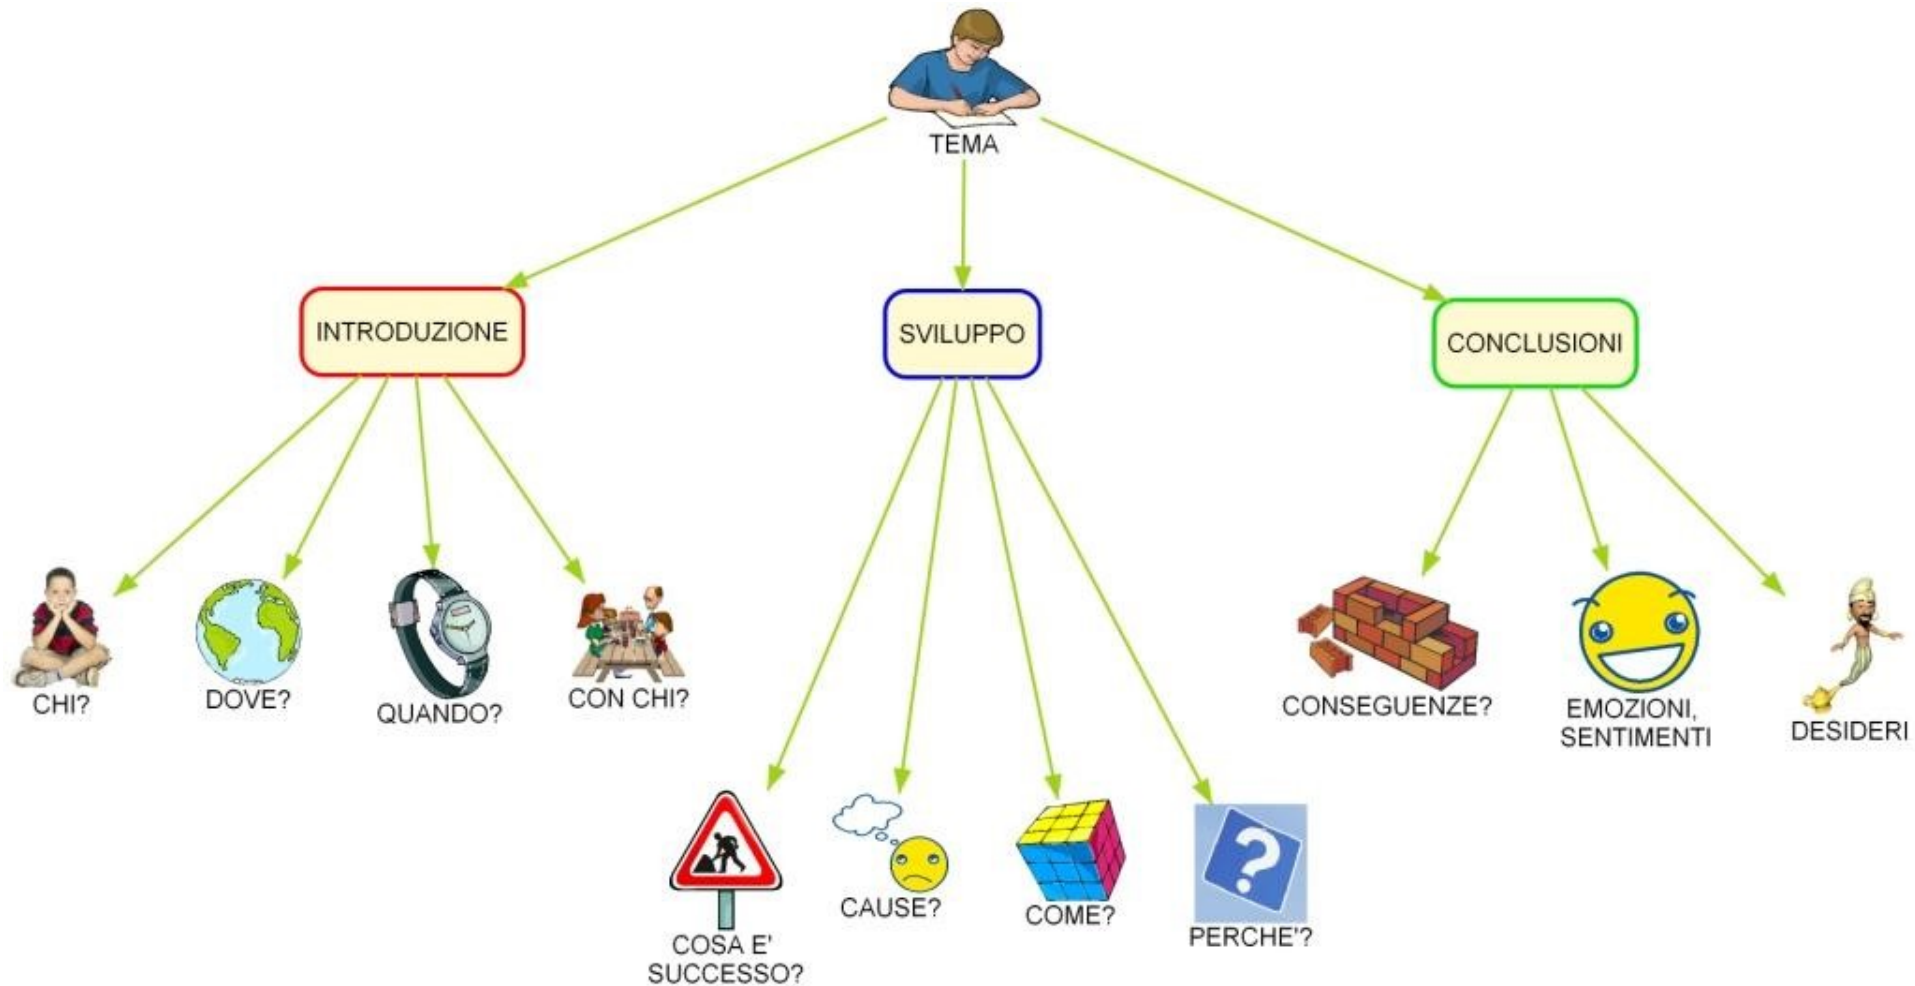 TEMA
INTRODUZIONE
SVILUPPO
CONCLUSIONI
CHI?
DOVE?
QUANDO?
CON CHI?
COSA E'
SUCCESSO?
CAUSE?
COME?
PERCHE'?
CONSEGUENZE?
EMOZIONI,
SENTIMENTI
DESIDERI